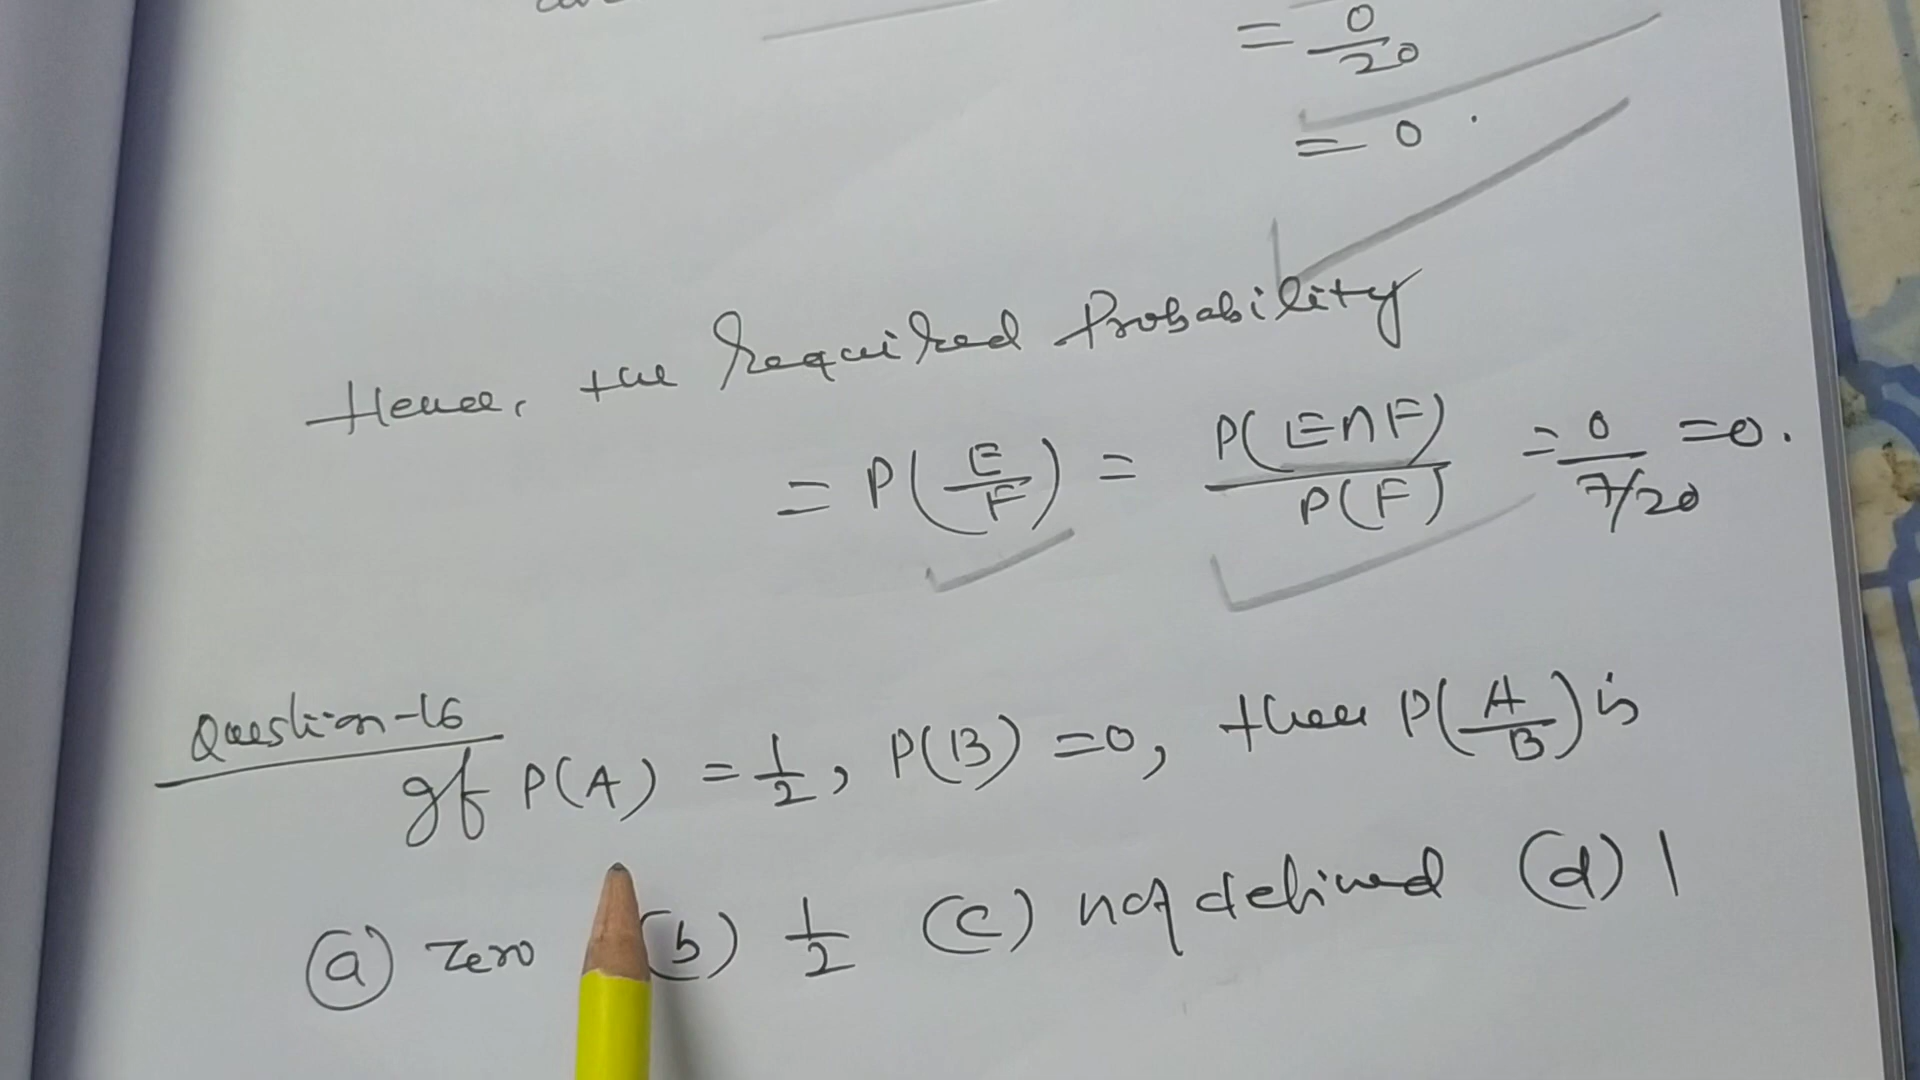 = 0/20
= 0.
Hence, the required Probability
= P(E/F) = P(E∩F)/P(F) = 0/7/20 = 0.
Question-16
If P(A) = 1/2, P(B) = 0, then P(A/B) is
(a) zero (b) 1/2 (c) not defined (d) 1